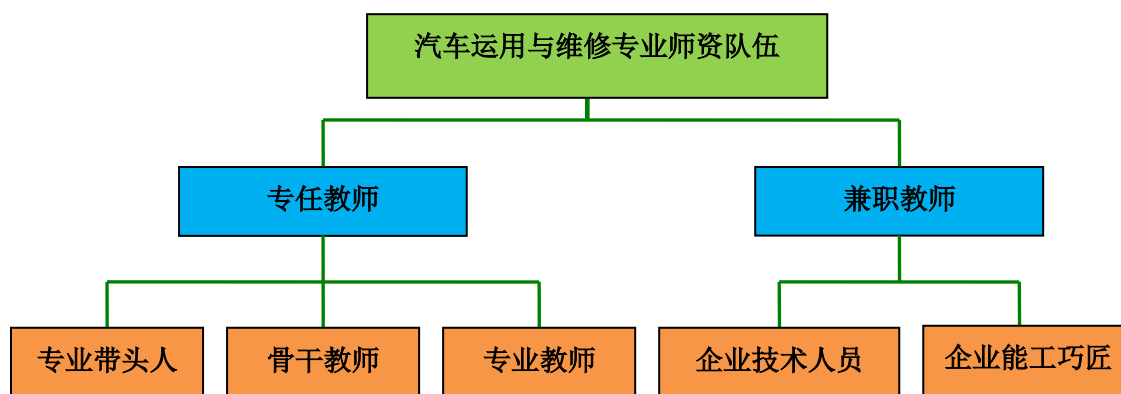 汽车运用与维修专业师资队伍
专任教师
兼职教师
专业带头人
骨干教师
专业教师
企业技术人员
企业能工巧匠